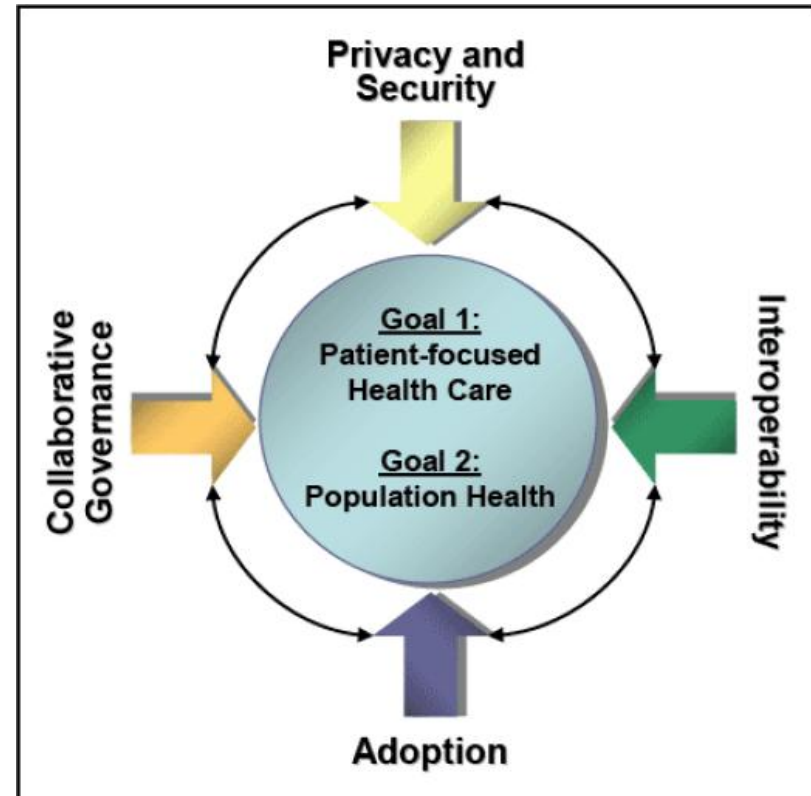 Privacy and
Security
Collaborative
Governance
Goal 1:
Patient-focused
Health Care
Goal 2:
Population Health
Interoperability
Adoption